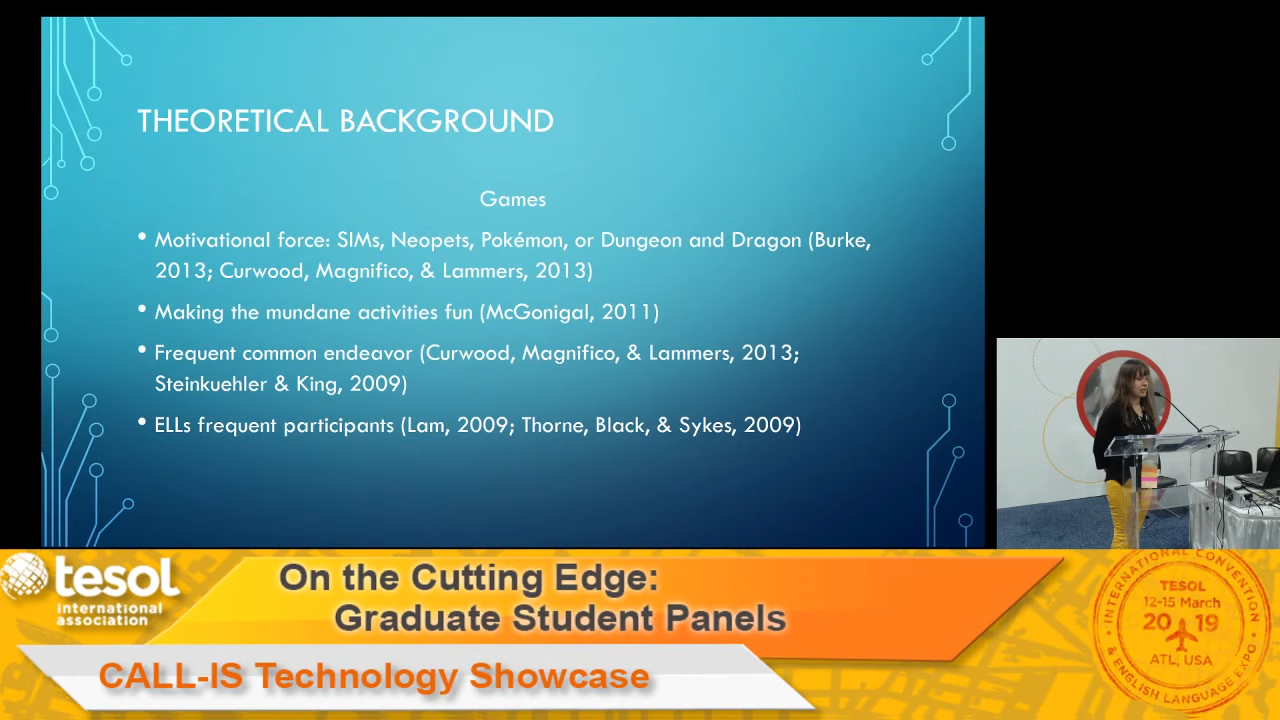 THEORETICAL BACKGROUND
Games
• Motivational force: SIMs, Neopets, Pokémon, or Dungeon and Dragon (Burke,
2013; Curwood, Magnifico, & Lammers, 2013)
• Making the mundane activities fun (McGonigal, 2011)
• Frequent common endeavor (Curwood, Magnifico, & Lammers, 2013;
Steinkuehler & King, 2009)
• ELLs frequent participants (Lam, 2009; Thorne, Black, & Sykes, 2009)
tesol
international
association
On the Cutting Edge:
Graduate Student Panels
CALL-IS Technology Showcase
INTERNATIONAL CONVENTION
TESOL
12-15 March
20 19
ATL, USA
& ENGLISH LANGUAGE EXPO